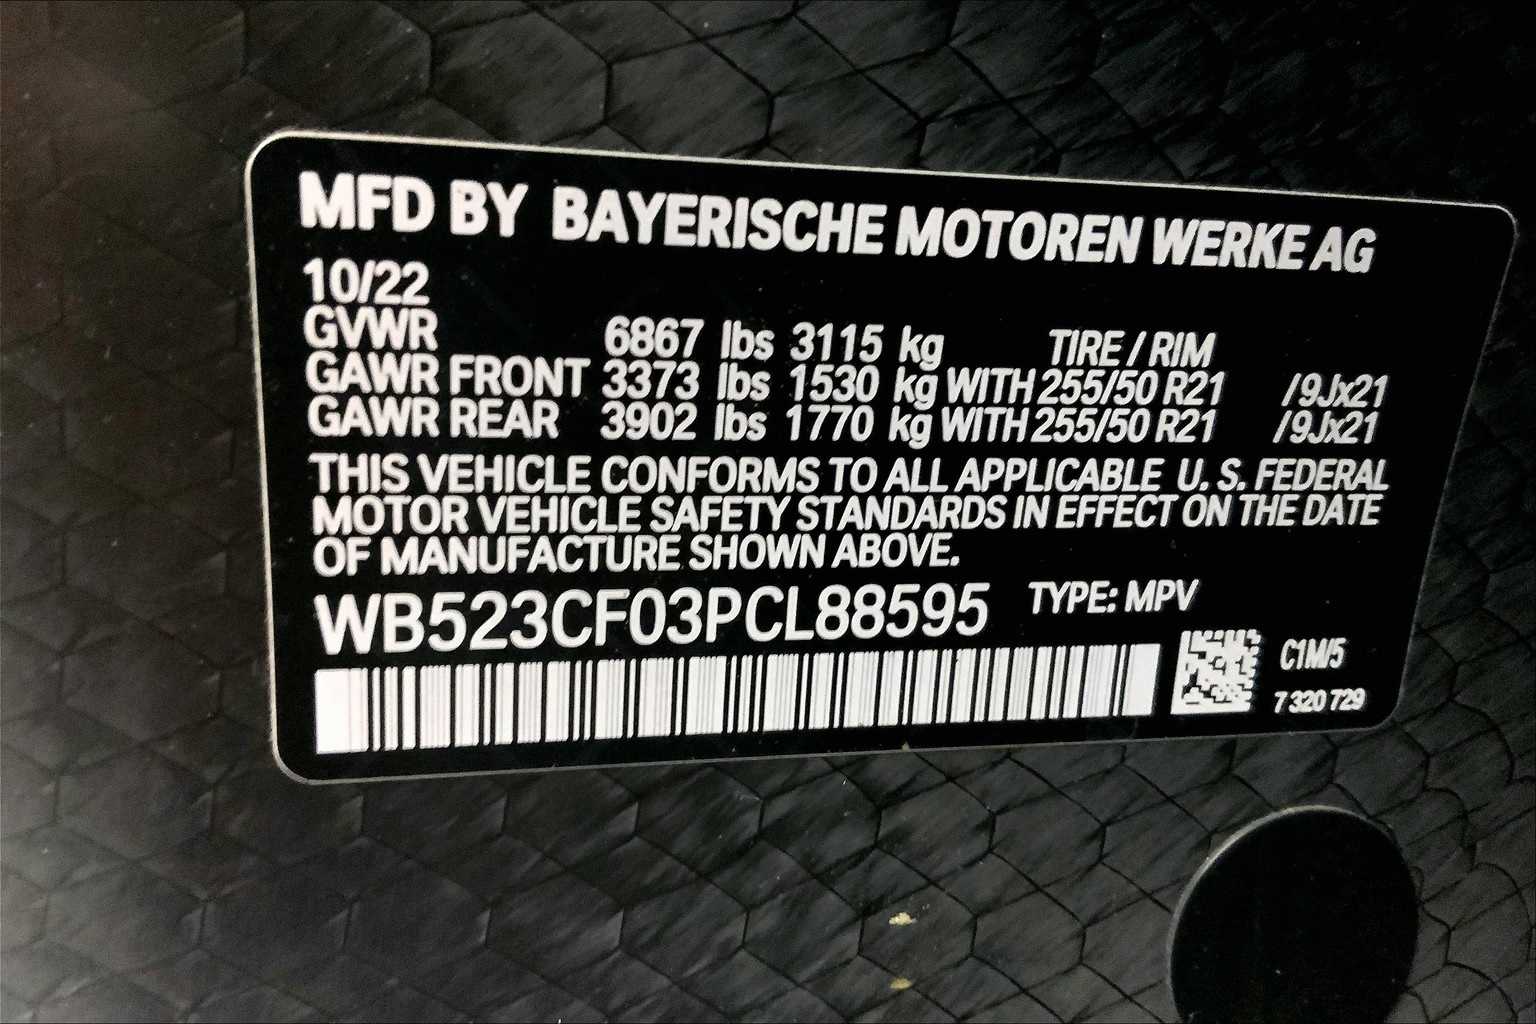 MFD BY BAYERISCHE MOTOREN WERKE AG
10/22
GVWR 6867 lbs 3115 kg TIRE / RIM
GAWR FRONT 3373 lbs 1530 kg WITH 255/50 R21 /9Jx21
GAWR REAR 3902 lbs 1770 kg WITH 255/50 R21 /9Jx21
THIS VEHICLE CONFORMS TO ALL APPLICABLE U. S. FEDERAL
MOTOR VEHICLE SAFETY STANDARDS IN EFFECT ON THE DATE
OF MANUFACTURE SHOWN ABOVE.
WB523CF03PCL88595 TYPE: MPV
C1M/5
7 320 729